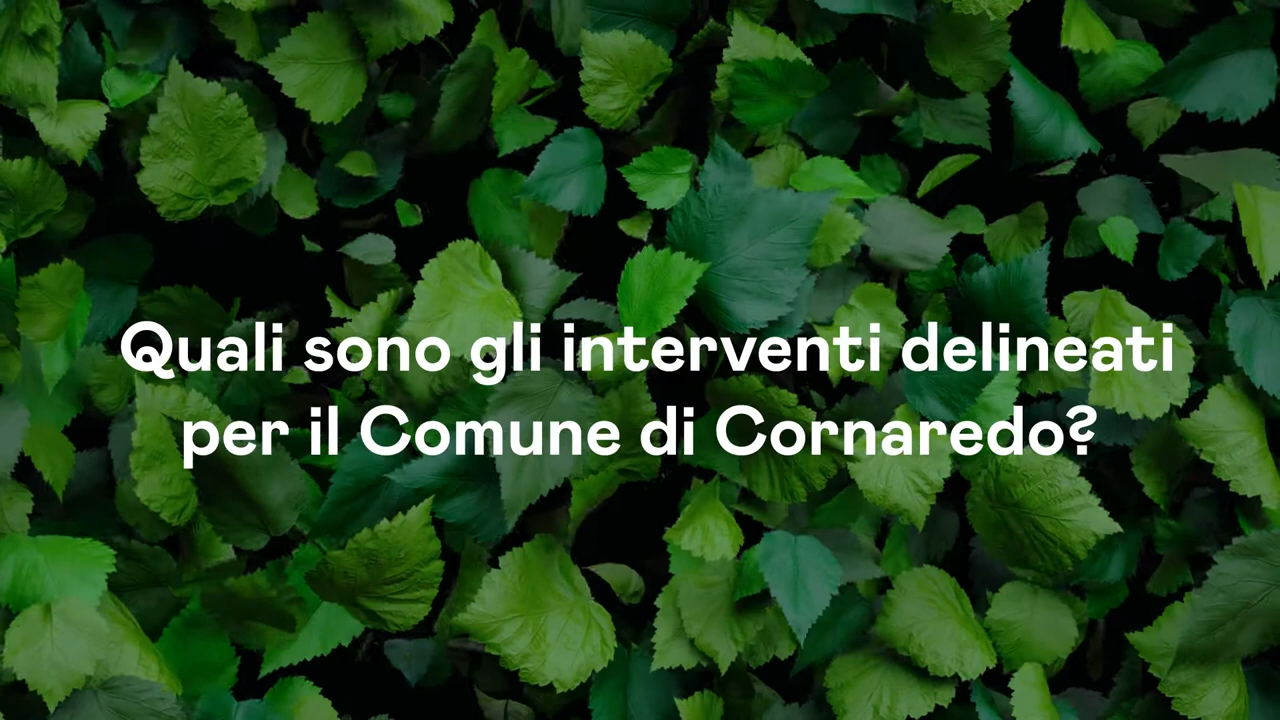 Quali sono gli interventi delineati
per il Comune di Cornaredo?